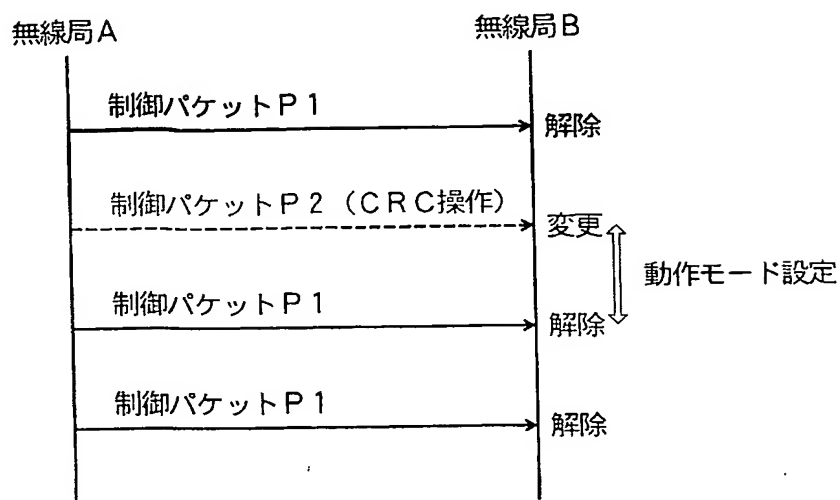 無線局A
無線局B
制御パケットP1
解除
制御パケットP2(CRC操作)
変更
動作モード設定
制御パケットP1
解除
制御パケットP1
解除